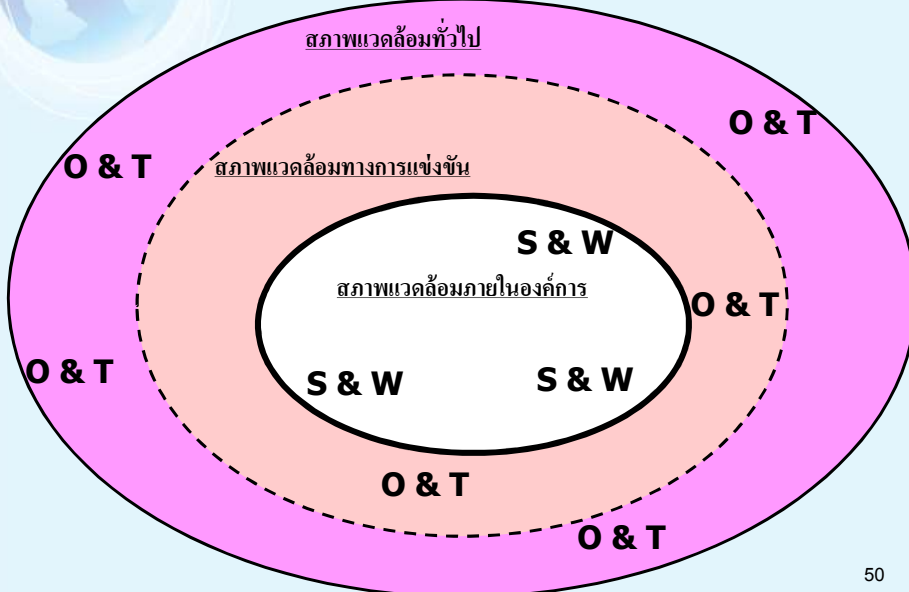 สภาพแวดล้อมทั่วไป
O & T
O & T
สภาพแวดล้อมทางการแข่งขัน
S & W
สภาพแวดล้อมภายในองค์การ
O & T
O & T
S & W
S & W
O & T
O & T
50